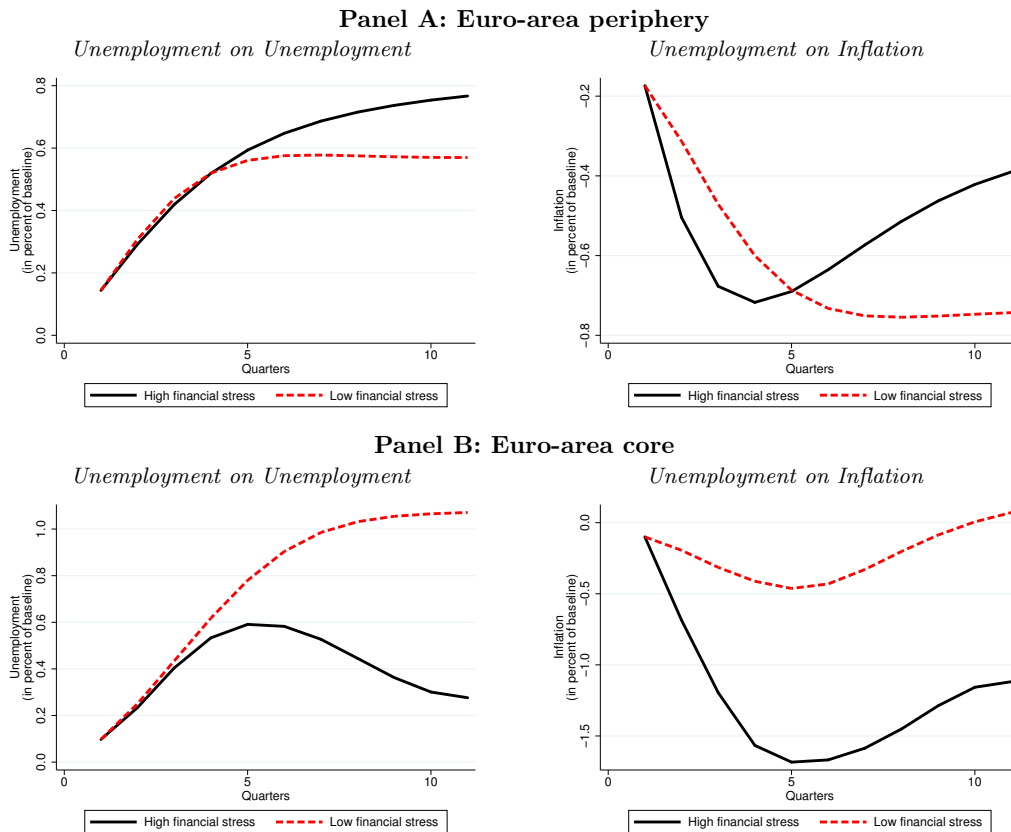 Panel A: Euro-area periphery
Unemployment on Unemployment
Unemployment on Inflation
Unemployment
(in percent of baseline)
0.8
0.6
0.4
0.2
0.0
0
5
10
Quarters
High financial stress
Low financial stress
Inflation
(in percent of baseline)
−0.2
−0.4
−0.6
−0.8
0
5
10
Quarters
High financial stress
Low financial stress
Panel B: Euro-area core
Unemployment on Unemployment
Unemployment on Inflation
Unemployment
(in percent of baseline)
1.0
0.8
0.6
0.4
0.2
0.0
0
5
10
Quarters
High financial stress
Low financial stress
Inflation
(in percent of baseline)
0.0
−0.5
−1.0
−1.5
0
5
10
Quarters
High financial stress
Low financial stress